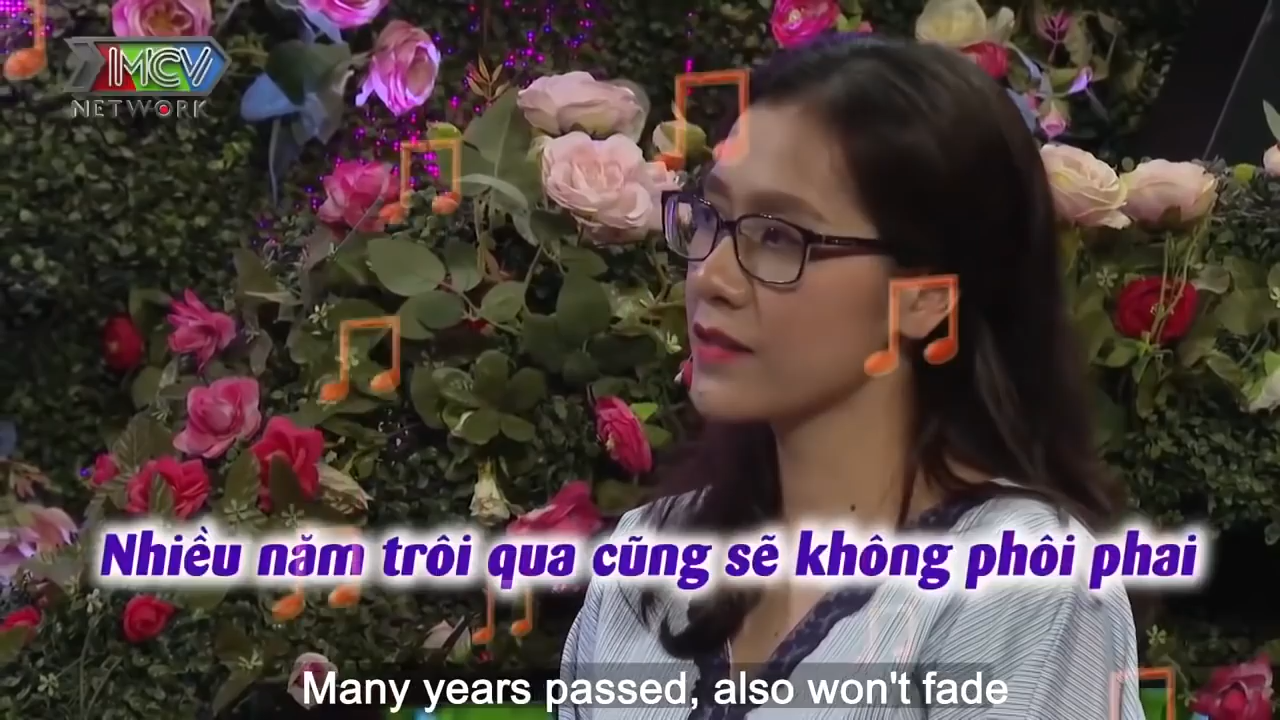 MCV
NETWORK
Nhiều năm trôi qua cũng sẽ không phôi phai
Many years passed, also won't fade